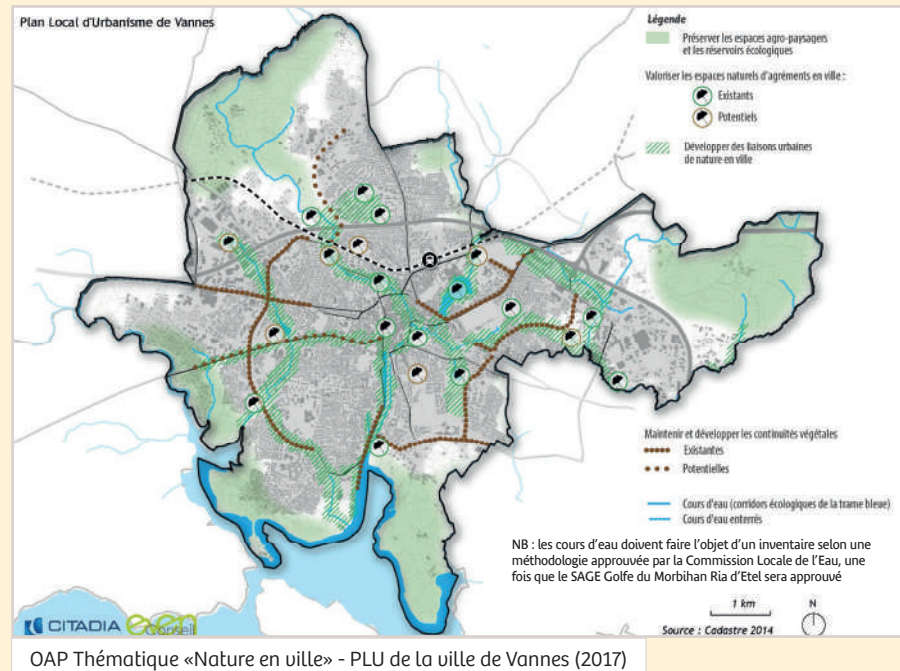 Plan Local d'Urbanisme de Vannes
Légende
Préserver les espaces agro-paysagers
et les réservoirs écologiques
Valoriser les espaces naturels d'agréments en ville :
Existants
Potentiels
Développer des liaisons urbaines
de nature en ville
Maintenir et développer les continuités végétales
Existantes
Potentielles
Cours d'eau (corridors écologiques de la trame bleue)
Cours d'eau enterrés
NB : les cours d'eau doivent faire l'objet d'un inventaire selon une
méthodologie approuvée par la Commission Locale de l'Eau, une
fois que le SAGE Golfe du Morbihan Ria d'Etel sera approuvé
1 km
N
Source : Cadastre 2014
CITADIA
even
Conseil
OAP Thématique «Nature en ville» - PLU de la ville de Vannes (2017)